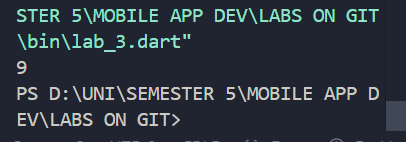 STER 5\MOBILE APP DEV\LABS ON GIT
\bin\lab_3.dart"
9
PS D:\UNI\SEMESTER 5\MOBILE APP D
EV\LABS ON GIT>